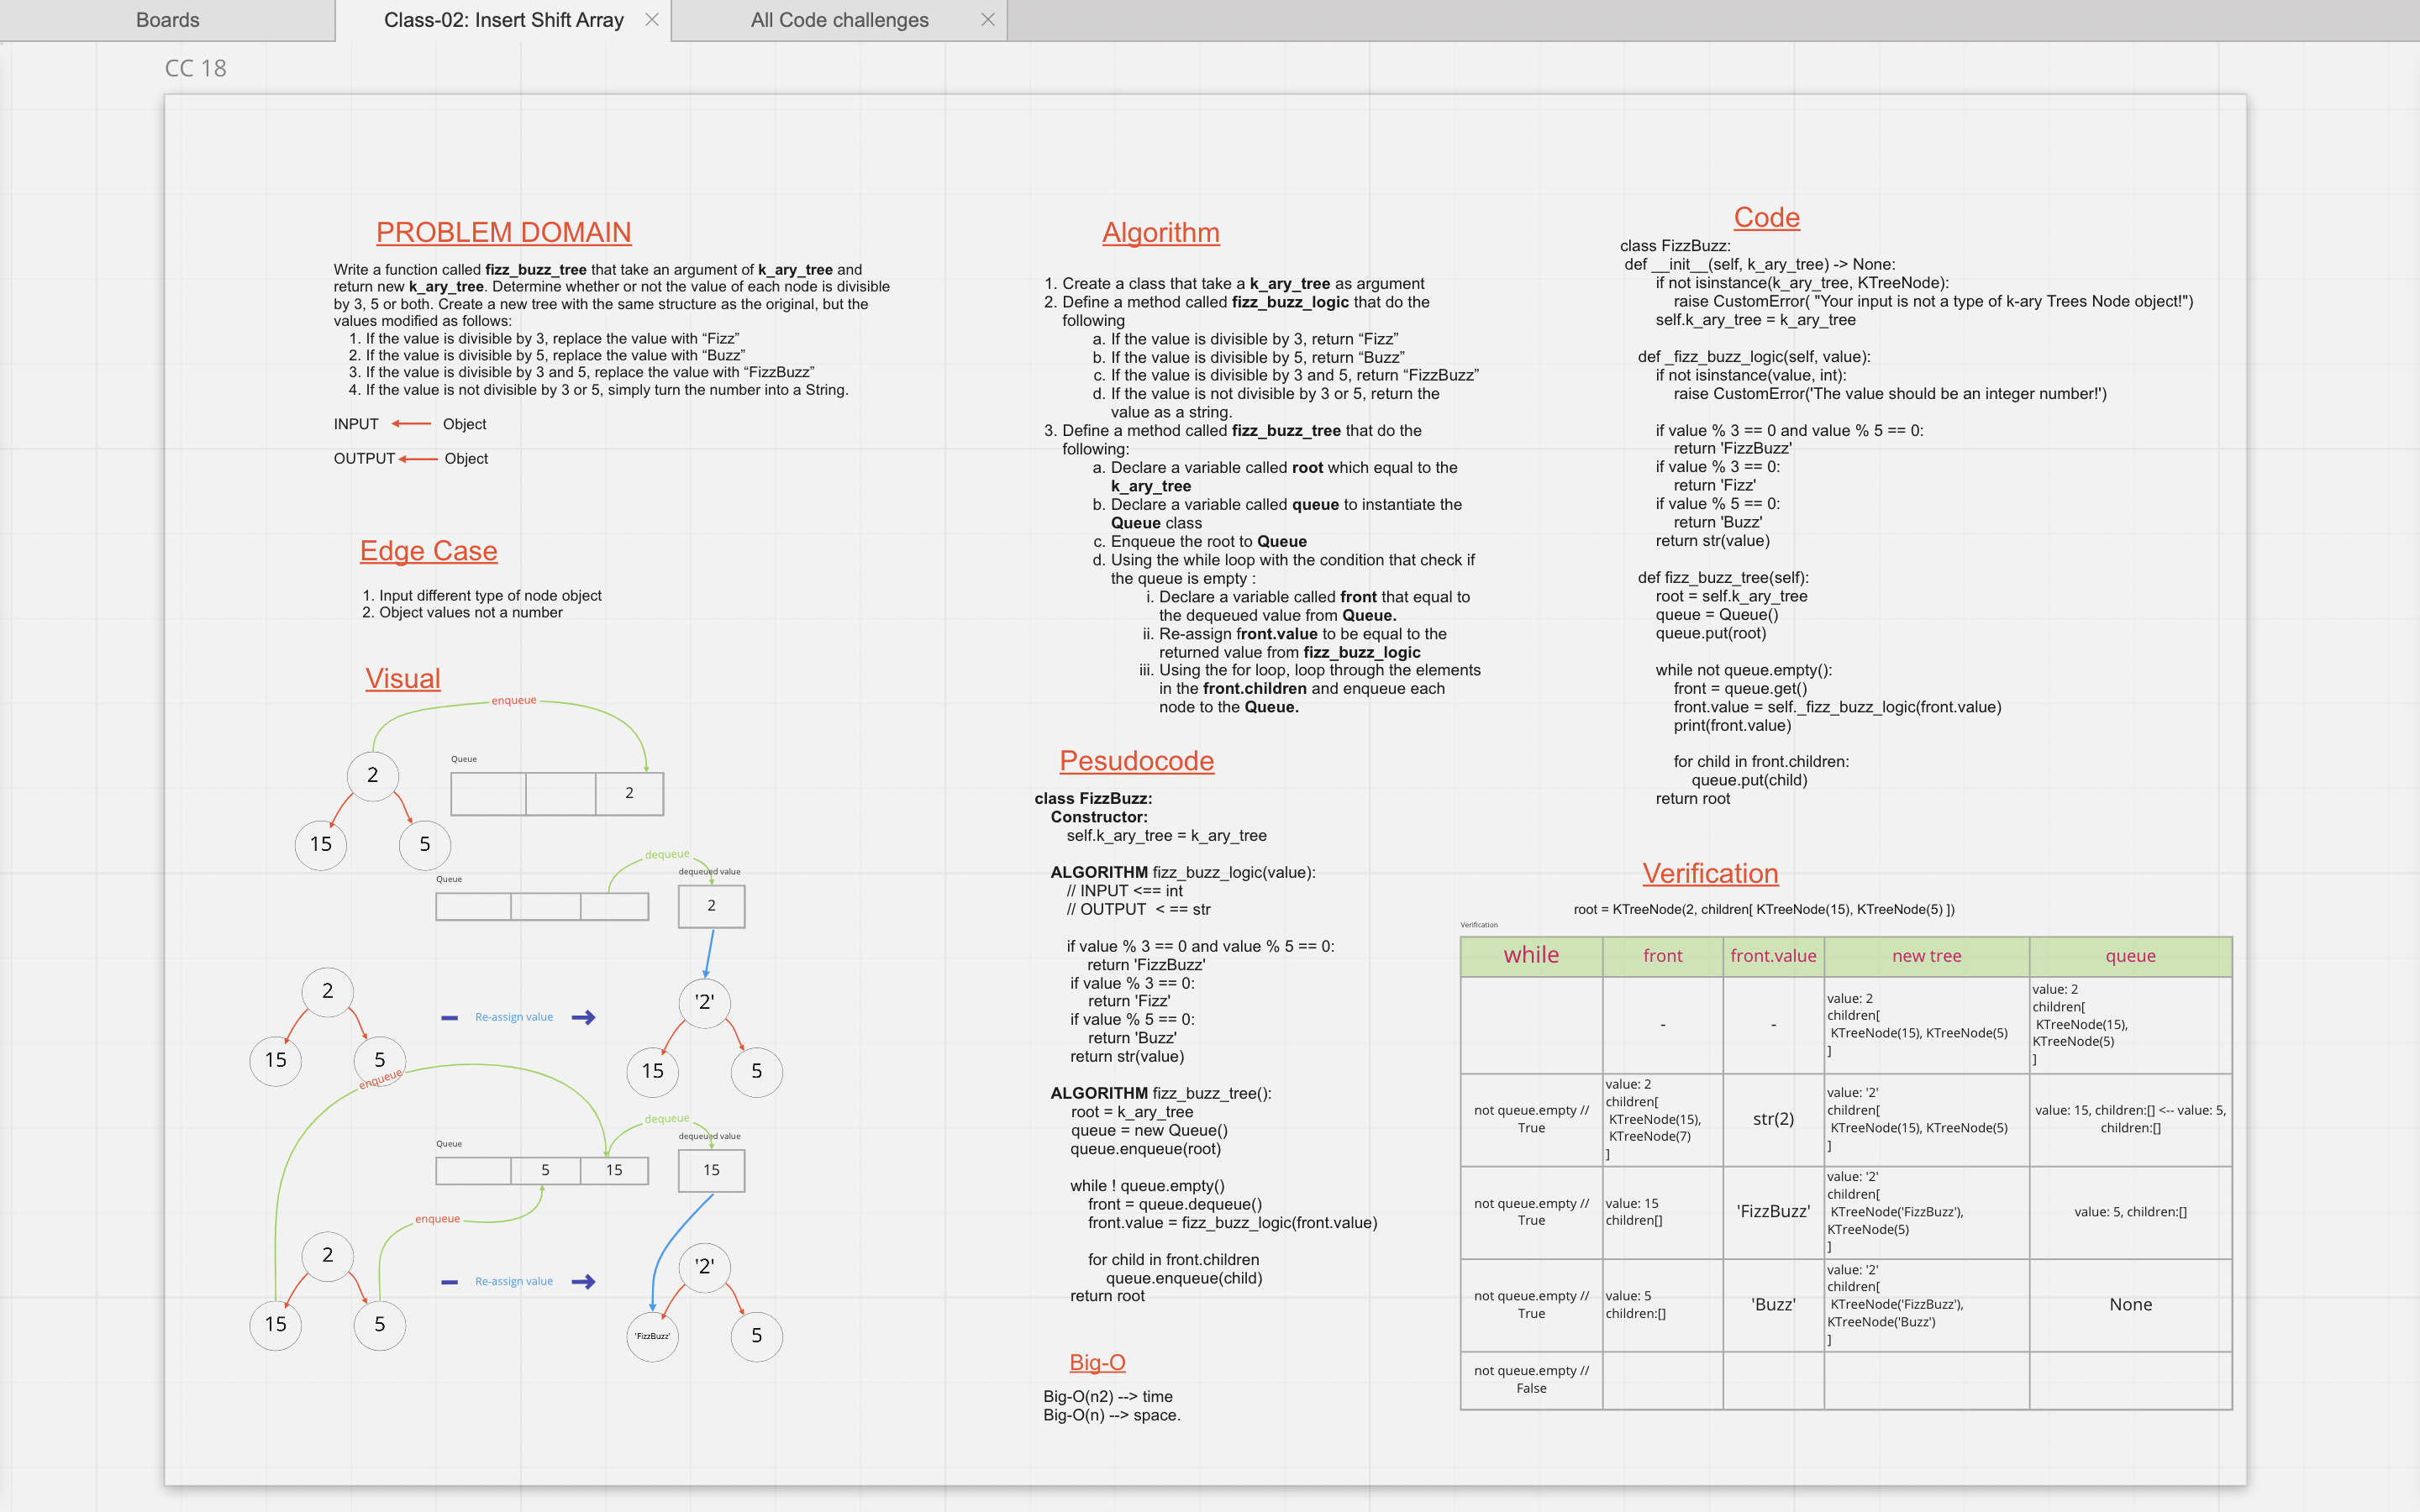 Boards
Class-02: Insert Shift Array
All Code challenges
CC 18
PROBLEM DOMAIN
Write a function called fizz_buzz_tree that take an argument of k_ary_tree and
return new k_ary_tree. Determine whether or not the value of each node is divisible
by 3, 5 or both. Create a new tree with the same structure as the original, but the
values modified as follows:
1. If the value is divisible by 3, replace the value with “Fizz”
2. If the value is divisible by 5, replace the value with “Buzz”
3. If the value is divisible by 3 and 5, replace the value with “FizzBuzz”
4. If the value is not divisible by 3 or 5, simply turn the number into a String.
INPUT Object
OUTPUT Object
Edge Case
1. Input different type of node object
2. Object values not a number
Visual
enqueue
2
15
5
Queue
2
dequeue
Queue
dequeued value
2
2
15
5
Re-assign value
'2'
15
5
enqueue
dequeue
Queue
dequeued value
5
15
15
enqueue
2
15
5
Re-assign value
'2'
'FizzBuzz'
5
Algorithm
1. Create a class that take a k_ary_tree as argument
2. Define a method called fizz_buzz_logic that do the
following
a. If the value is divisible by 3, return “Fizz”
b. If the value is divisible by 5, return “Buzz”
c. If the value is divisible by 3 and 5, return “FizzBuzz”
d. If the value is not divisible by 3 or 5, return the
value as a string.
3. Define a method called fizz_buzz_tree that do the
following:
a. Declare a variable called root which equal to the
k_ary_tree
b. Declare a variable called queue to instantiate the
Queue class
c. Enqueue the root to Queue
d. Using the while loop with the condition that check if
the queue is empty :
i. Declare a variable called front that equal to
the dequeued value from Queue.
ii. Re-assign front.value to be equal to the
returned value from fizz_buzz_logic
iii. Using the for loop, loop through the elements
in the front.children and enqueue each
node to the Queue.
Pesudocode
class FizzBuzz:
Constructor:
self.k_ary_tree = k_ary_tree
ALGORITHM fizz_buzz_logic(value):
// INPUT <== int
// OUTPUT < == str
if value % 3 == 0 and value % 5 == 0:
return 'FizzBuzz'
if value % 3 == 0:
return 'Fizz'
if value % 5 == 0:
return 'Buzz'
return str(value)
ALGORITHM fizz_buzz_tree():
root = k_ary_tree
queue = new Queue()
queue.enqueue(root)
while ! queue.empty()
front = queue.dequeue()
front.value = fizz_buzz_logic(front.value)
for child in front.children
queue.enqueue(child)
return root
Big-O
Big-O(n2) --> time
Big-O(n) --> space.
Code
class FizzBuzz:
def __init__(self, k_ary_tree) -> None:
if not isinstance(k_ary_tree, KTreeNode):
raise CustomError( "Your input is not a type of k-ary Trees Node object!")
self.k_ary_tree = k_ary_tree
def _fizz_buzz_logic(self, value):
if not isinstance(value, int):
raise CustomError('The value should be an integer number!')
if value % 3 == 0 and value % 5 == 0:
return 'FizzBuzz'
if value % 3 == 0:
return 'Fizz'
if value % 5 == 0:
return 'Buzz'
return str(value)
def fizz_buzz_tree(self):
root = self.k_ary_tree
queue = Queue()
queue.put(root)
while not queue.empty():
front = queue.get()
front.value = self._fizz_buzz_logic(front.value)
print(front.value)
for child in front.children:
queue.put(child)
return root
Verification
root = KTreeNode(2, children[ KTreeNode(15), KTreeNode(5) ])
Verification
while front front.value new tree queue
-
-
value: 2
children[
KTreeNode(15), KTreeNode(5)
]
value: 2
children[
KTreeNode(15),
KTreeNode(5)
]
not queue.empty //
True
value: 2
children[
KTreeNode(15),
KTreeNode(7)
]
str(2)
value: '2'
children[
KTreeNode(15), KTreeNode(5)
]
value: 15, children:[] <-- value: 5,
children:[]
not queue.empty //
True
value: 15
children[]
'FizzBuzz'
value: '2'
children[
KTreeNode('FizzBuzz'),
KTreeNode(5)
]
value: 5, children:[]
not queue.empty //
True
value: 5
children:[]
'Buzz'
value: '2'
children[
KTreeNode('FizzBuzz'),
KTreeNode('Buzz')
]
None
not queue.empty //
False